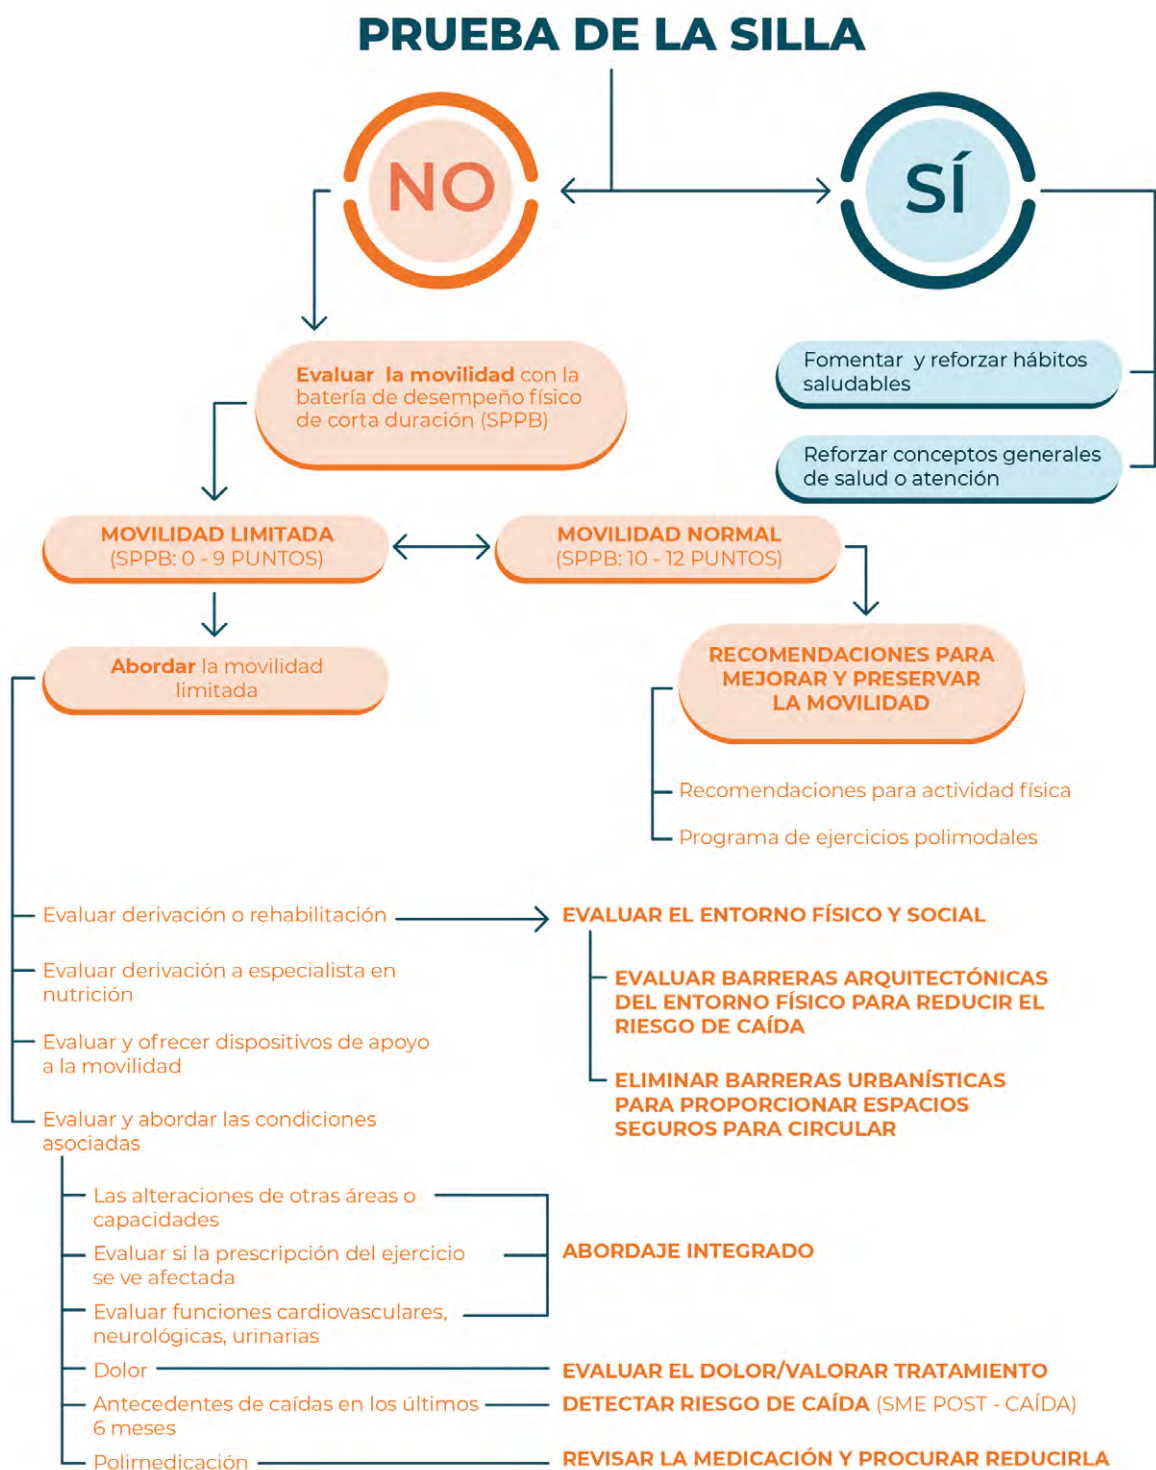 PRUEBA DE LA SILLA
NO
SÍ
Evaluar la movilidad con la
batería de desempeño físico
de corta duración (SPPB)
Fomentar y reforzar hábitos
saludables
Reforzar conceptos generales
de salud o atención
MOVILIDAD LIMITADA
(SPPB: 0 - 9 PUNTOS)
MOVILIDAD NORMAL
(SPPB: 10 - 12 PUNTOS)
Abordar la movilidad
limitada
RECOMENDACIONES PARA
MEJORAR Y PRESERVAR
LA MOVILIDAD
Recomendaciones para actividad física
Programa de ejercicios polimodales
Evaluar derivación o rehabilitación
EVALUAR EL ENTORNO FÍSICO Y SOCIAL
Evaluar derivación a especialista en
nutrición
Evaluar y ofrecer dispositivos de apoyo
a la movilidad
Evaluar y abordar las condiciones
asociadas
EVALUAR BARRERAS ARQUITECTÓNICAS
DEL ENTORNO FÍSICO PARA REDUCIR EL
RIESGO DE CAÍDA
ELIMINAR BARRERAS URBANÍSTICAS
PARA PROPORCIONAR ESPACIOS
SEGUROS PARA CIRCULAR
Las alteraciones de otras áreas o
capacidades
Evaluar si la prescripción del ejercicio
se ve afectada
Evaluar funciones cardiovasculares,
neurológicas, urinarias
ABORDAJE INTEGRADO
Dolor
EVALUAR EL DOLOR/VALORAR TRATAMIENTO
Antecedentes de caídas en los últimos
6 meses
DETECTAR RIESGO DE CAÍDA (SME POST - CAÍDA)
Polimedicación
REVISAR LA MEDICACIÓN Y PROCURAR REDUCIRLA